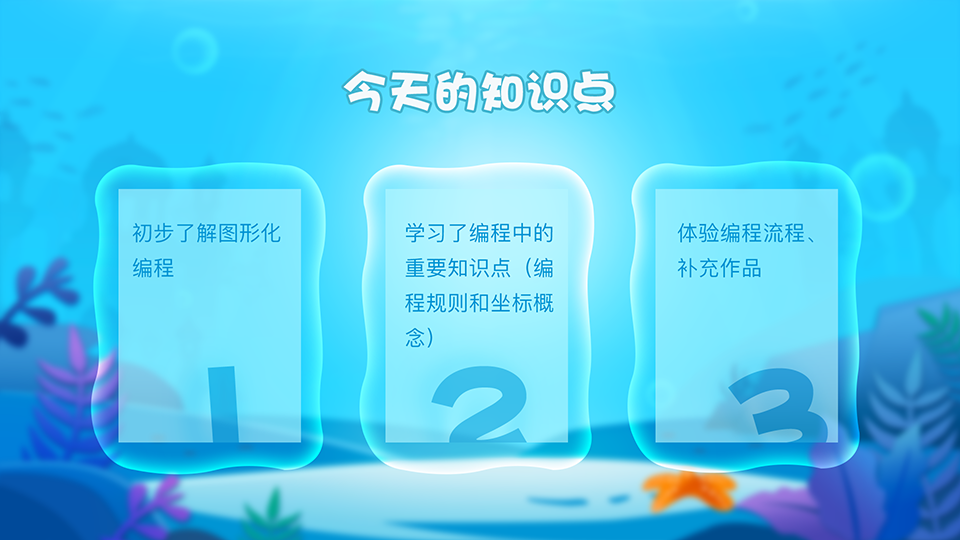 今天的知识点
初步了解图形化
编程
1
学习了编程中的
重要知识点（编
程规则和坐标概
念）
2
体验编程流程、
补充作品
3